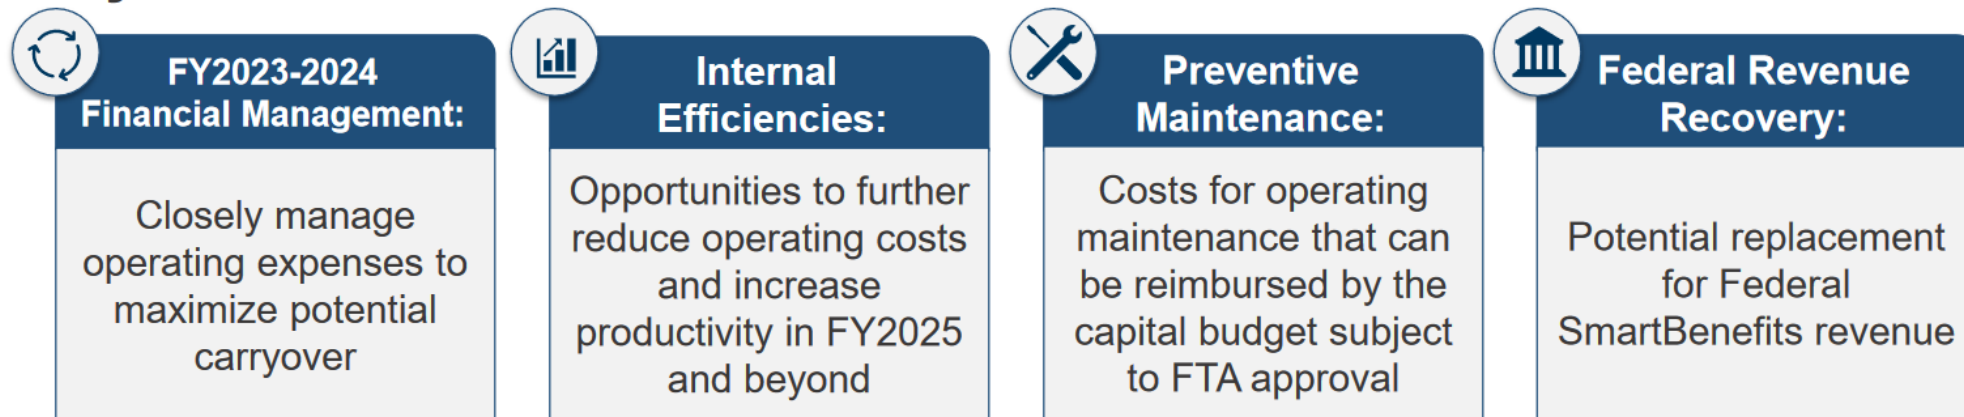 FY2023-2024
Financial Management:
Closely manage
operating expenses to
maximize potential
carryover
Internal
Efficiencies:
Opportunities to further
reduce operating costs
and increase
productivity in FY2025
and beyond
Preventive
Maintenance:
Costs for operating
maintenance that can
be reimbursed by the
capital budget subject
to FTA approval
Federal Revenue
Recovery:
Potential replacement
for Federal
SmartBenefits revenue